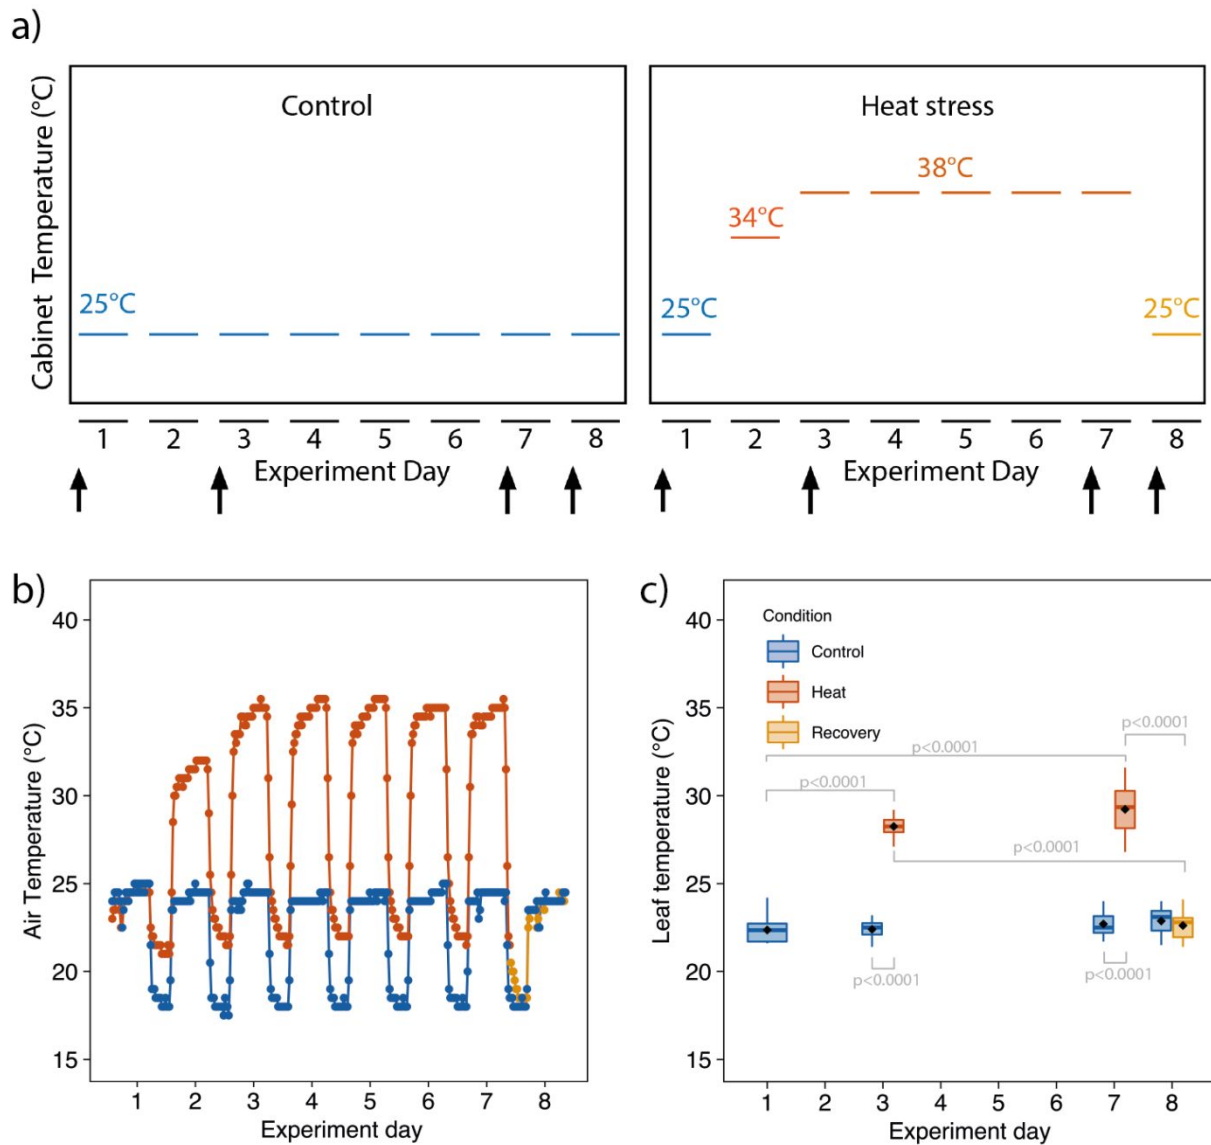 a)
Cabinet Temperature (°C)
Control
25°C
1 2 3 4 5 6 7 8
Experiment Day
Heat stress
25°C
34°C
38°C
25°C
1 2 3 4 5 6 7 8
Experiment Day
b)
Air Temperature (°C)
40
35
30
25
20
15
1 2 3 4 5 6 7 8
Experiment day
c)
Leaf temperature (°C)
40
35
30
25
20
15
Condition
Control
Heat
Recovery
p<0.0001
p<0.0001
p<0.0001
p<0.0001
p<0.0001
p<0.0001
1 2 3 4 5 6 7 8
Experiment day